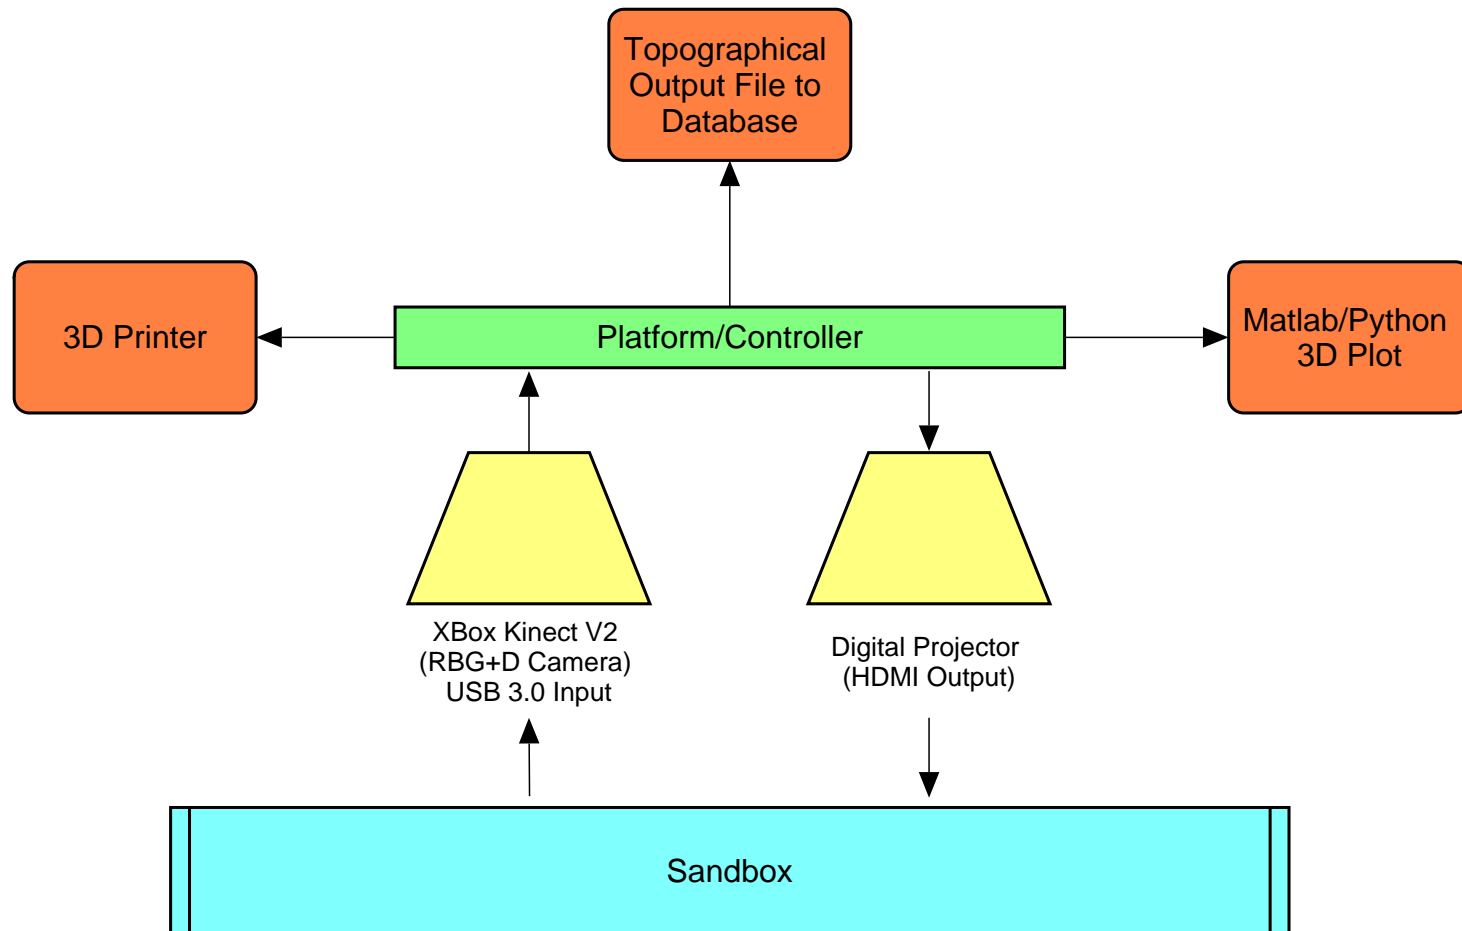 Topographical
Output File to
Database
3D Printer
Platform/Controller
Matlab/Python
3D Plot
XBox Kinect V2
(RBG+D Camera)
USB 3.0 Input
Digital Projector
(HDMI Output)
Sandbox